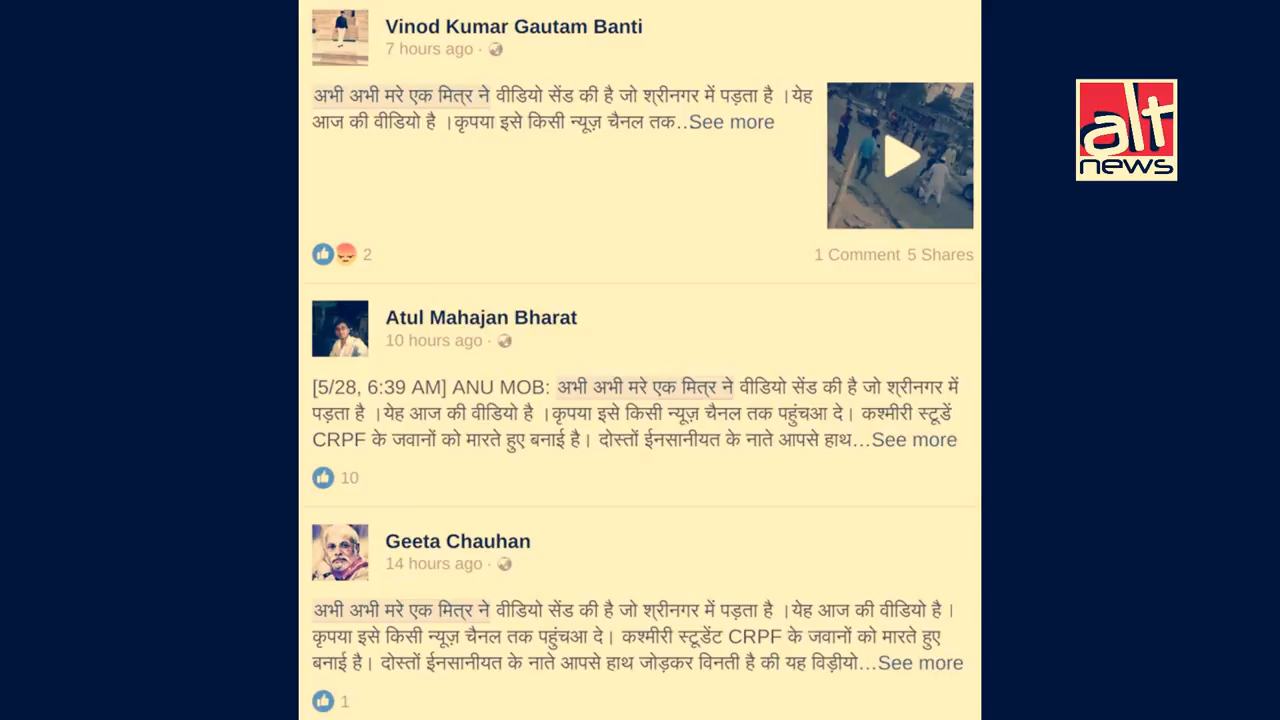 Vinod Kumar Gautam Banti
7 hours ago ·
अभी अभी मरे एक मित्र ने वीडियो सेंड की है जो श्रीनगर में पड़ता है ।येह
आज की वीडियो है ।कृपया इसे किसी न्यूज़ चैनल तक...See more
2
1 Comment 5 Shares
alt
news
Atul Mahajan Bharat
10 hours ago ·
[5/28, 6:39 AM] ANU MOB: अभी अभी मरे एक मित्र ने वीडियो सेंड की है जो श्रीनगर में
पड़ता है ।येह आज की वीडियो है ।कृपया इसे किसी न्यूज़ चैनल तक पहुंचआ दे। कश्मीरी स्टूडें
CRPF के जवानों को मारते हुए बनाई है। दोस्तों ईनसानीयत के नाते आपसे हाथ...See more
10
Geeta Chauhan
14 hours ago ·
अभी अभी मरे एक मित्र ने वीडियो सेंड की है जो श्रीनगर में पड़ता है ।येह आज की वीडियो है ।
कृपया इसे किसी न्यूज़ चैनल तक पहुंचआ दे। कश्मीरी स्टूडेंट CRPF के जवानों को मारते हुए
बनाई है। दोस्तों ईनसानीयत के नाते आपसे हाथ जोड़कर विनती है की यह विड़ीयो...See more
1